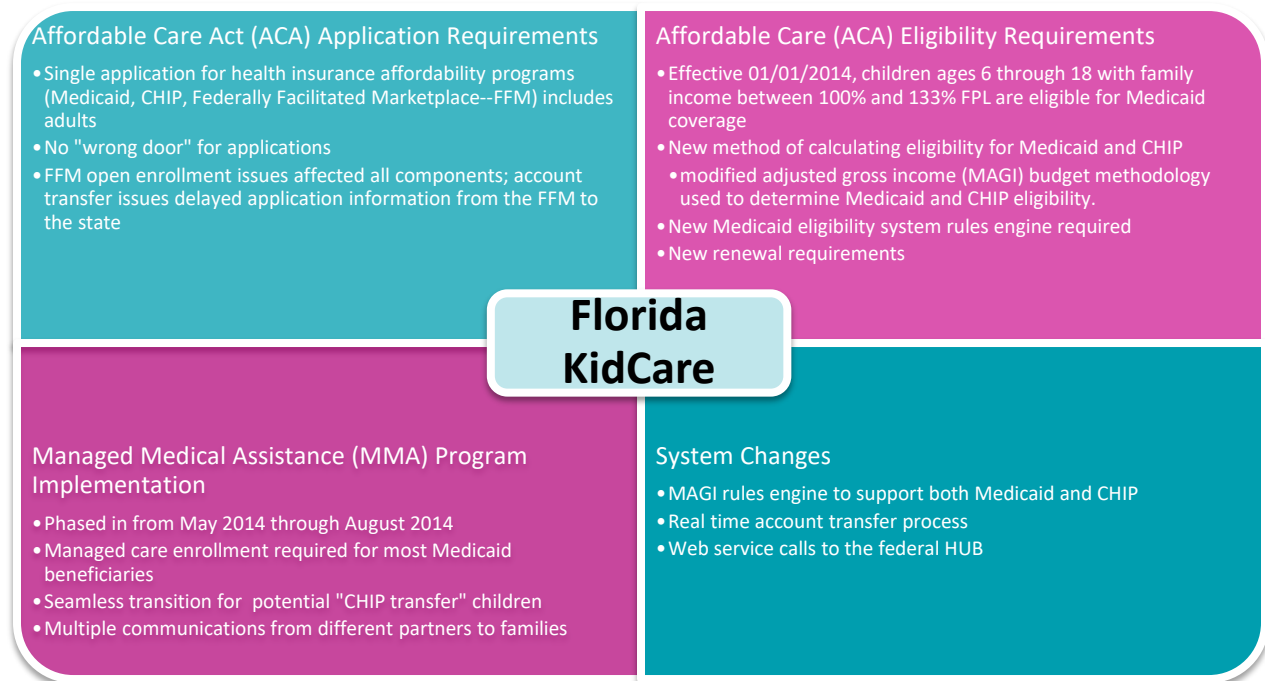 Affordable Care Act (ACA) Application Requirements
•Single application for health insurance affordability programs
(Medicaid, CHIP, Federally Facilitated Marketplace--FFM) includes
adults
•No "wrong door" for applications
•FFM open enrollment issues affected all components; account
transfer issues delayed application information from the FFM to
the state
Affordable Care (ACA) Eligibility Requirements
•Effective 01/01/2014, children ages 6 through 18 with family
income between 100% and 133% FPL are eligible for Medicaid
coverage
•New method of calculating eligibility for Medicaid and CHIP
•modified adjusted gross income (MAGI) budget methodology
used to determine Medicaid and CHIP eligibility.
•New Medicaid eligibility system rules engine required
•New renewal requirements
Florida
KidCare
Managed Medical Assistance (MMA) Program
Implementation
•Phased in from May 2014 through August 2014
•Managed care enrollment required for most Medicaid
beneficiaries
•Seamless transition for potential "CHIP transfer" children
•Multiple communications from different partners to families
System Changes
•MAGI rules engine to support both Medicaid and CHIP
•Real time account transfer process
•Web service calls to the federal HUB